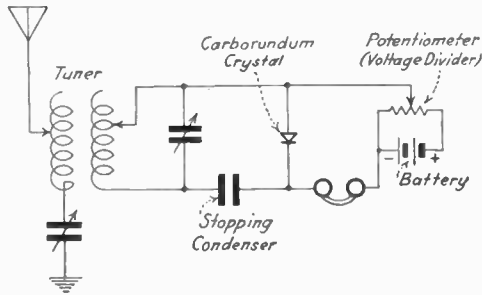 Carborundum
Crystal
Potentiometer
(Voltage Divider)
Tuner
- +
Battery
Stopping
Condenser